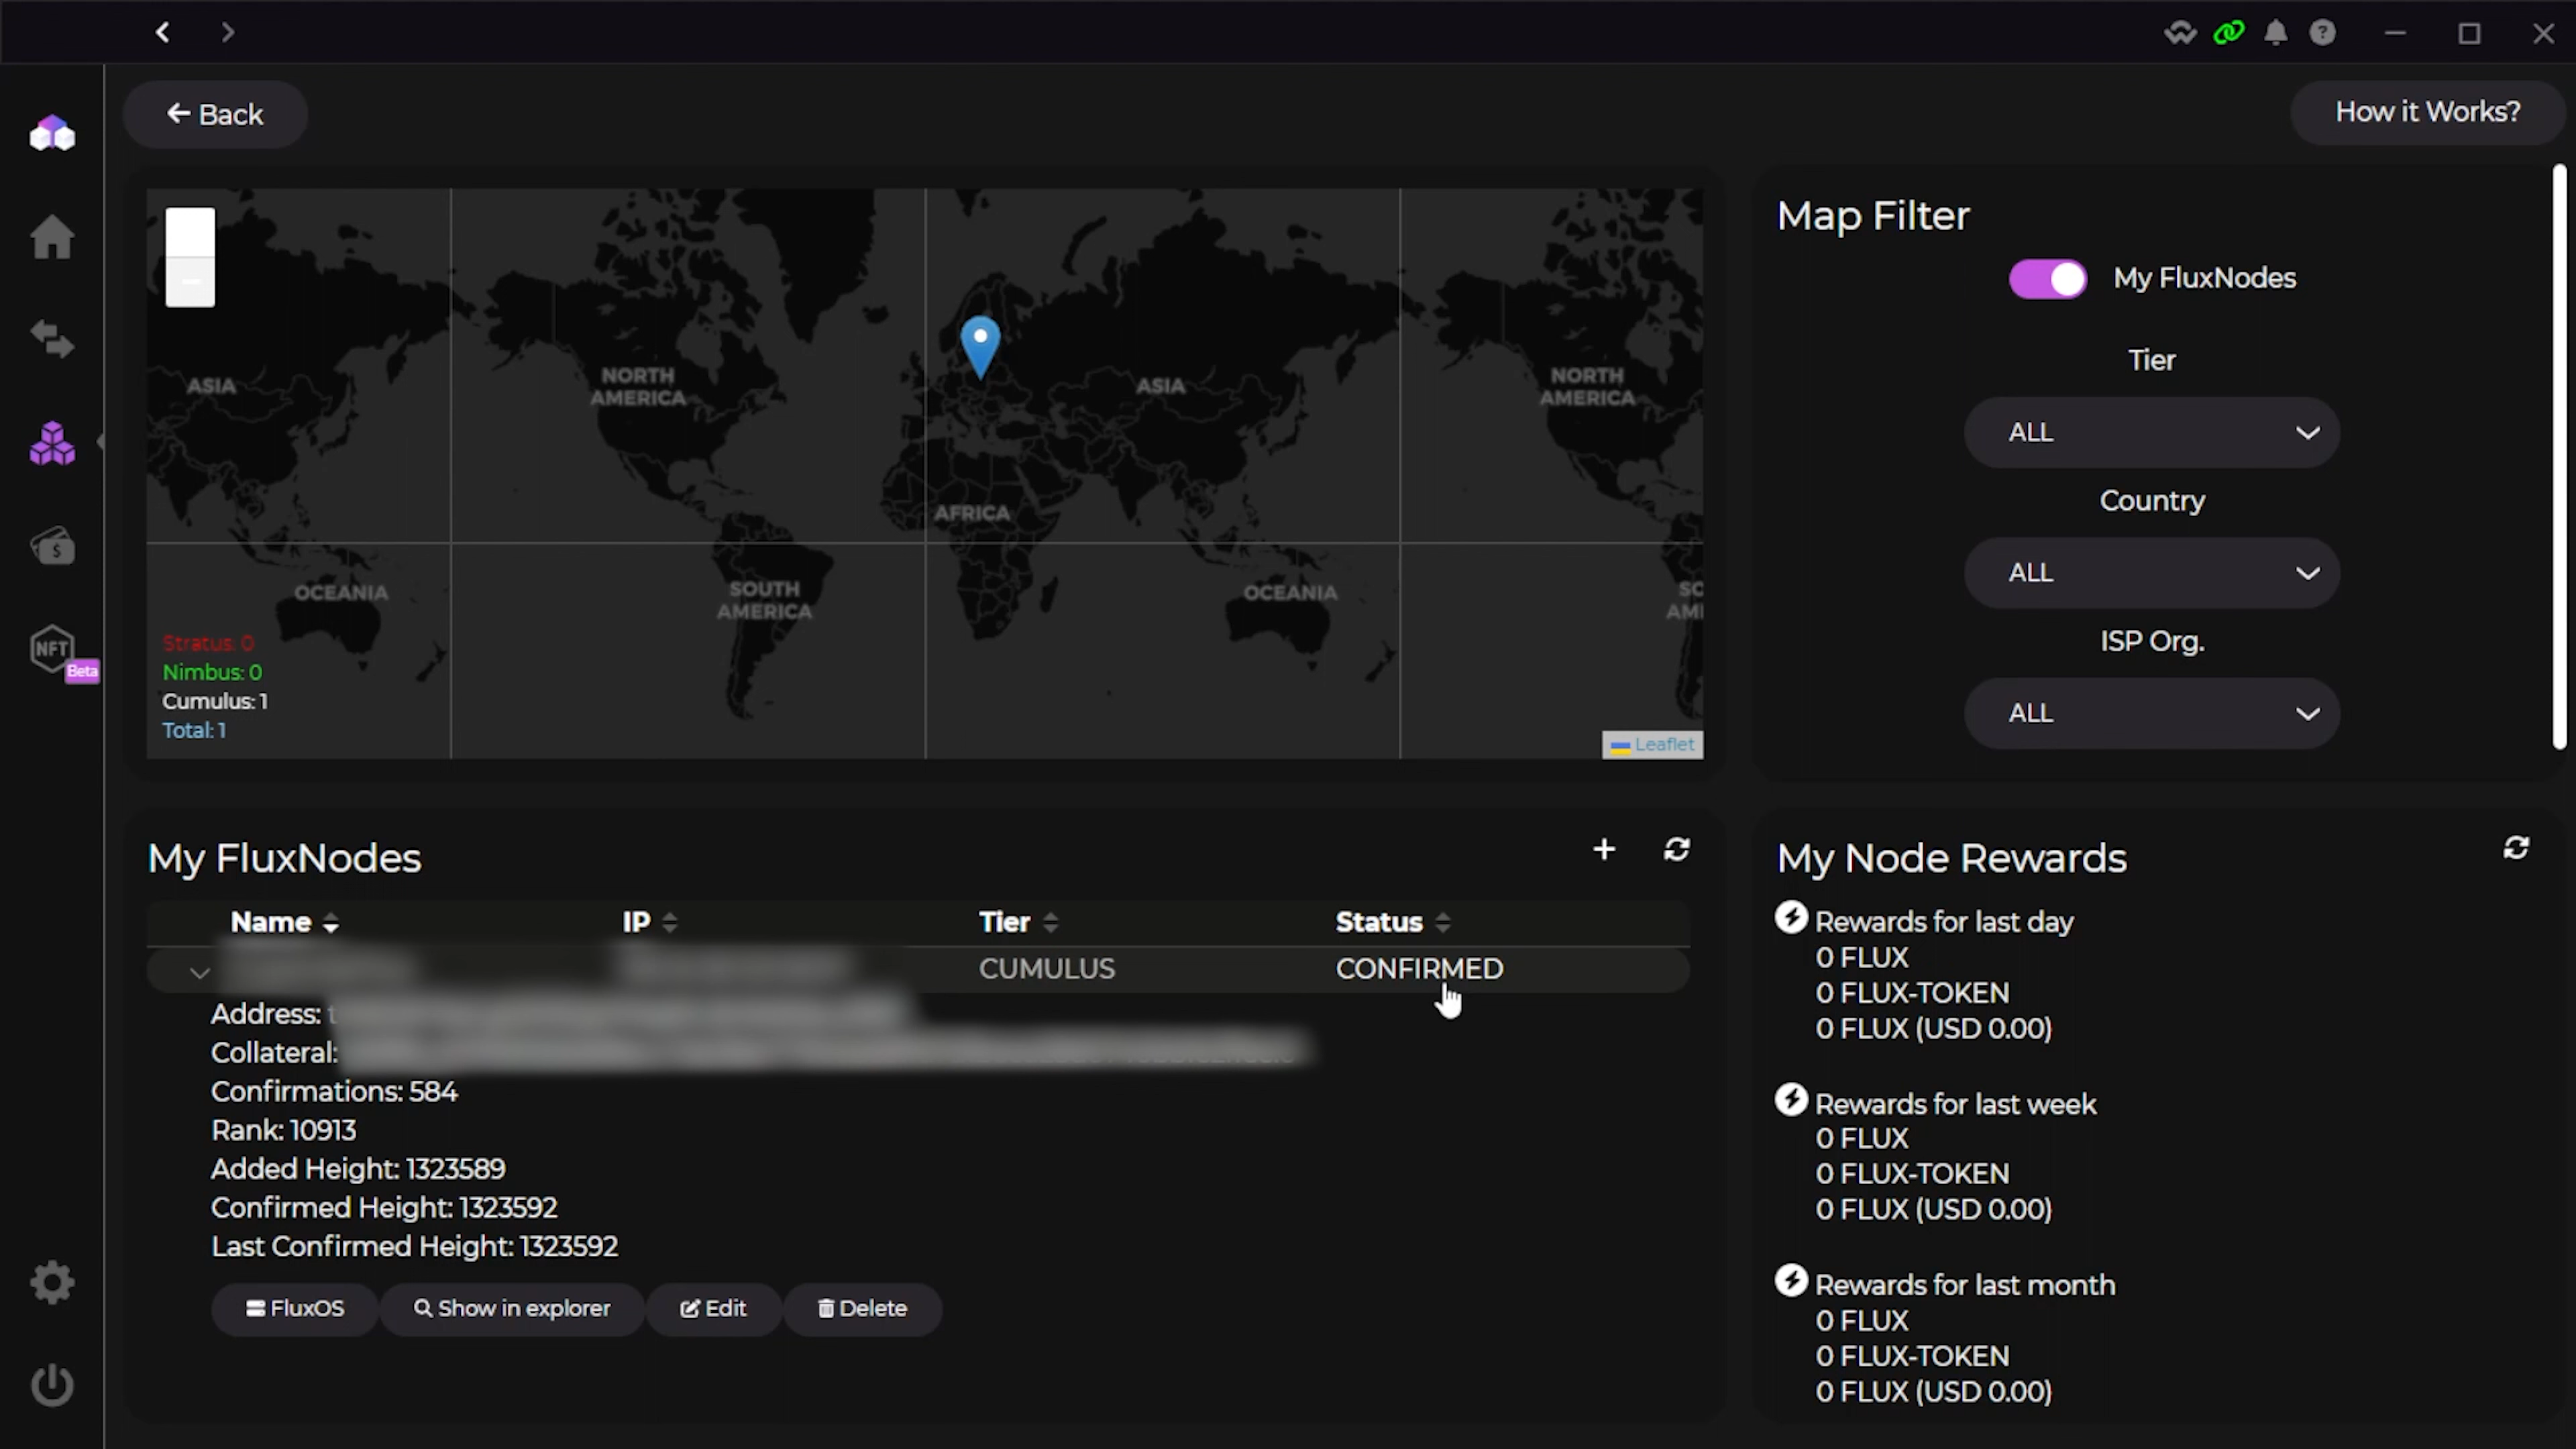 Back
How it Works?
NFT
Beta
ASIA
NORTH
AMERICA
ASIA
NORTH
AMERICA
AFRICA
OCEANIA
SOUTH
AMERICA
OCEANIA
SO
AMI
Stratus: 0
Nimbus: 0
Cumulus: 1
Total: 1
Leaflet
Map Filter
My FluxNodes
Tier
ALL
Country
ALL
ISP Org.
ALL
My FluxNodes
Name IP Tier Status
CUMULUS CONFIRMED
Address: t
Collateral:
Confirmations: 584
Rank: 10913
Added Height: 1323589
Confirmed Height: 1323592
Last Confirmed Height: 1323592
FluxOS Show in explorer Edit Delete
My Node Rewards
Rewards for last day
0 FLUX
0 FLUX-TOKEN
0 FLUX (USD 0.00)
Rewards for last week
0 FLUX
0 FLUX-TOKEN
0 FLUX (USD 0.00)
Rewards for last month
0 FLUX
0 FLUX-TOKEN
0 FLUX (USD 0.00)